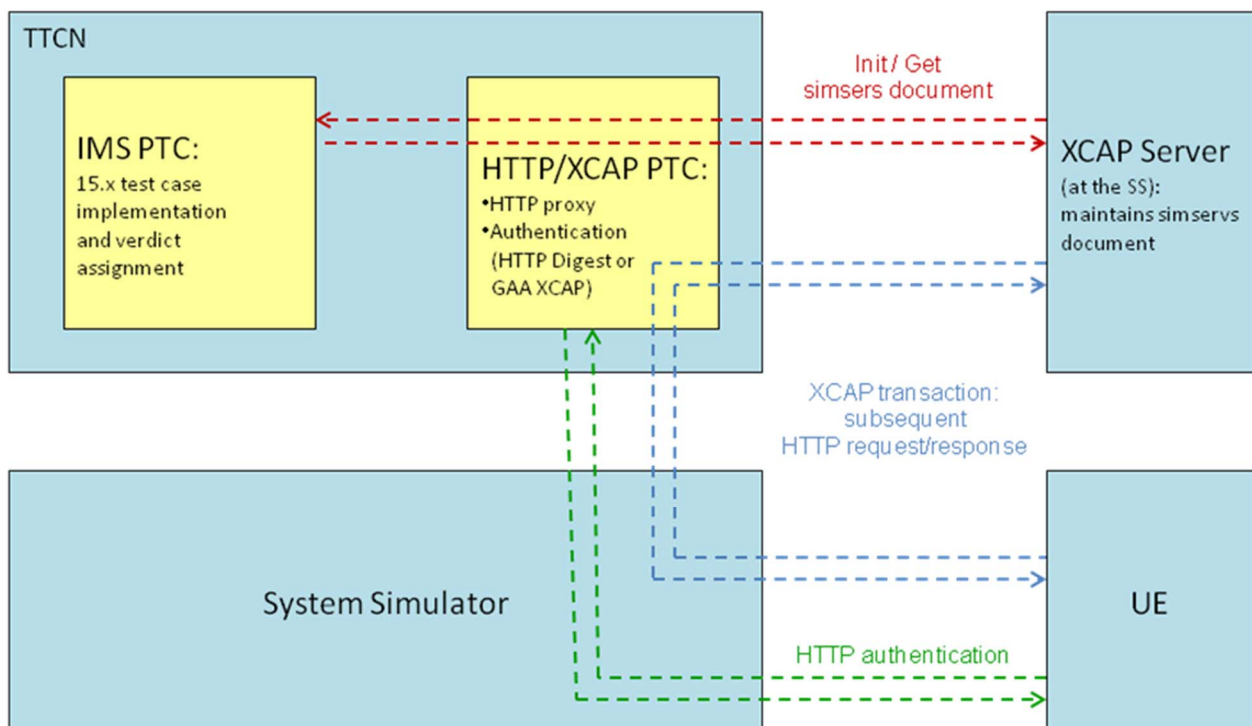 TTCN
IMS PTC:
15.x test case
implementation
and verdict
assignment
HTTP/XCAP PTC:
•HTTP proxy
•Authentication
(HTTP Digest or
GAA XCAP)
Init / Get
simsers document
XCAP Server
(at the SS):
maintains simservs
document
XCAP transaction:
subsequent
HTTP request/response
System Simulator
UE
HTTP authentication